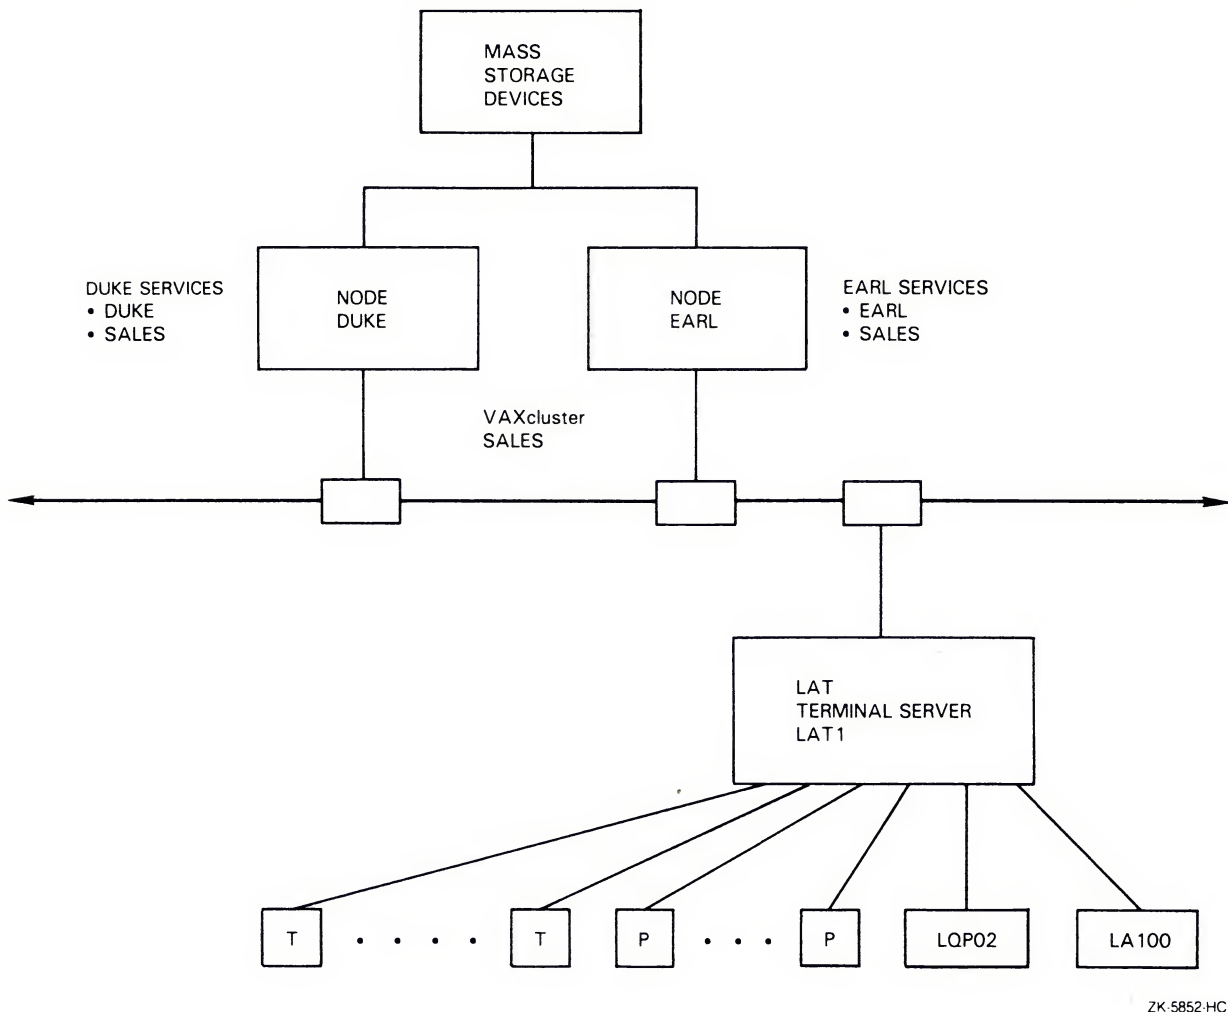 MASS
STORAGE
DEVICES
DUKE SERVICES
• DUKE
• SALES
NODE
DUKE
NODE
EARL
EARL SERVICES
• EARL
• SALES
VAXcluster
SALES
LAT
TERMINAL SERVER
LAT1
T
T
P
P
LQP02
LA100
ZK-5852-HC